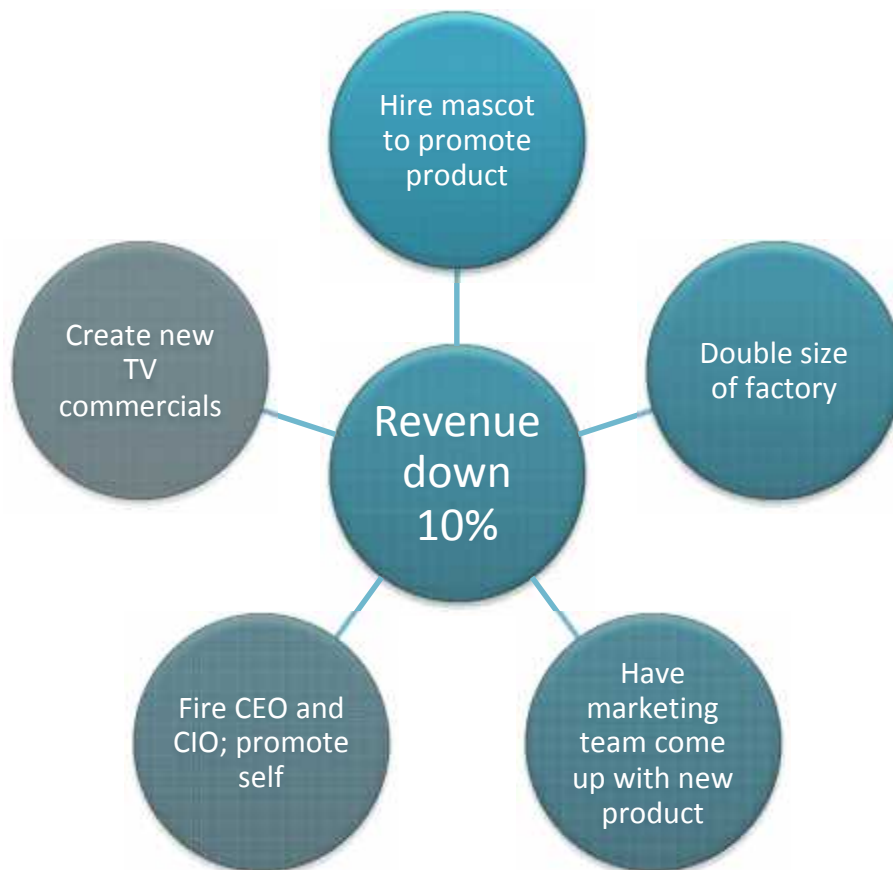 Hire mascot
to promote
product
Create new
TV
commercials
Double size
of factory
Revenue
down
10%
Fire CEO and
CIO; promote
self
Have
marketing
team come
up with new
product